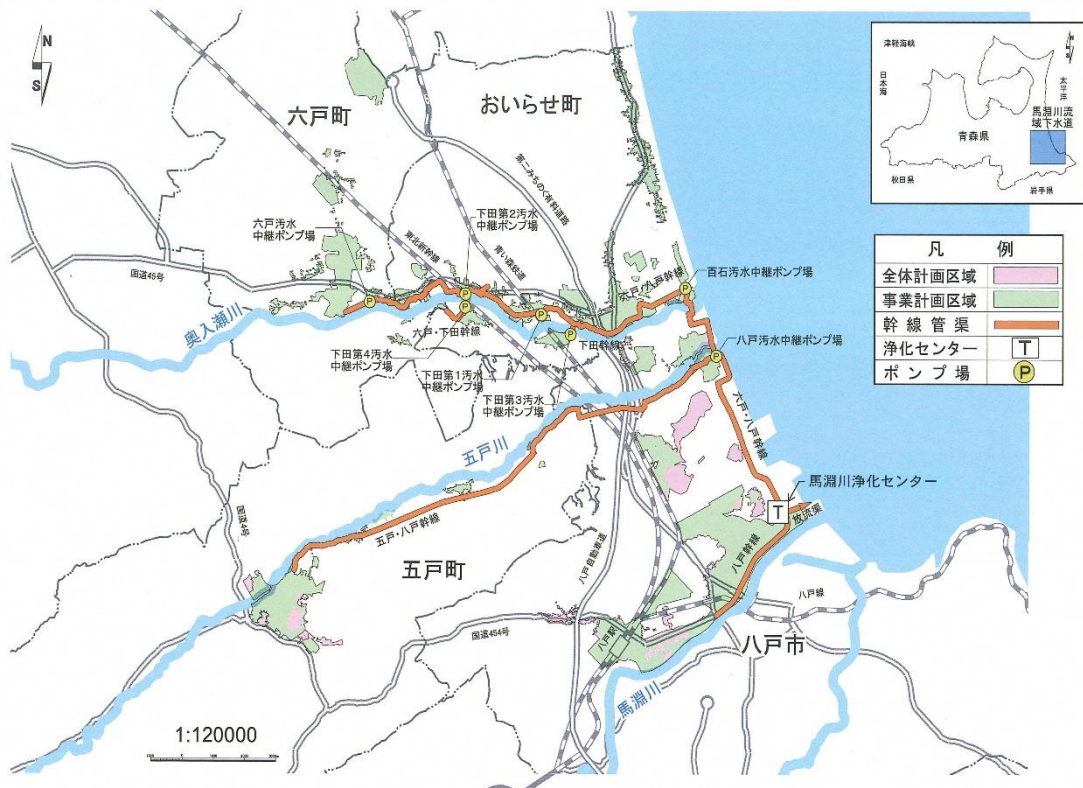 N
S
六戸町
おいらせ町
第二みちのく有料道路
六戸汚水
中継ポンプ場
下田第2汚水
中継ポンプ場
東北新幹線
青い森鉄道
国道45号
六戸・八戸幹線
百石汚水中継ポンプ場
奥入瀬川
六戸・下田幹線
下田幹線
八戸汚水中継ポンプ場
下田第4汚水
中継ポンプ場
下田第1汚水
中継ポンプ場
下田第3汚水
中継ポンプ場
P
P
P
P
P
P
P
五戸川
六戸・八戸幹線
国道4号
五戸・八戸幹線
馬淵川浄化センター
T
放流渠
五戸町
八戸自動車道
八戸幹線
八戸線
国道454号
八戸駅
八戸市
馬淵川
1:120000
津軽海峡
N
日本海
太平洋
馬淵川流
域下水道
青森県
秋田県
岩手県
凡 例
全体計画区域
事業計画区域
幹線管渠
浄化センター T
ポンプ場 P